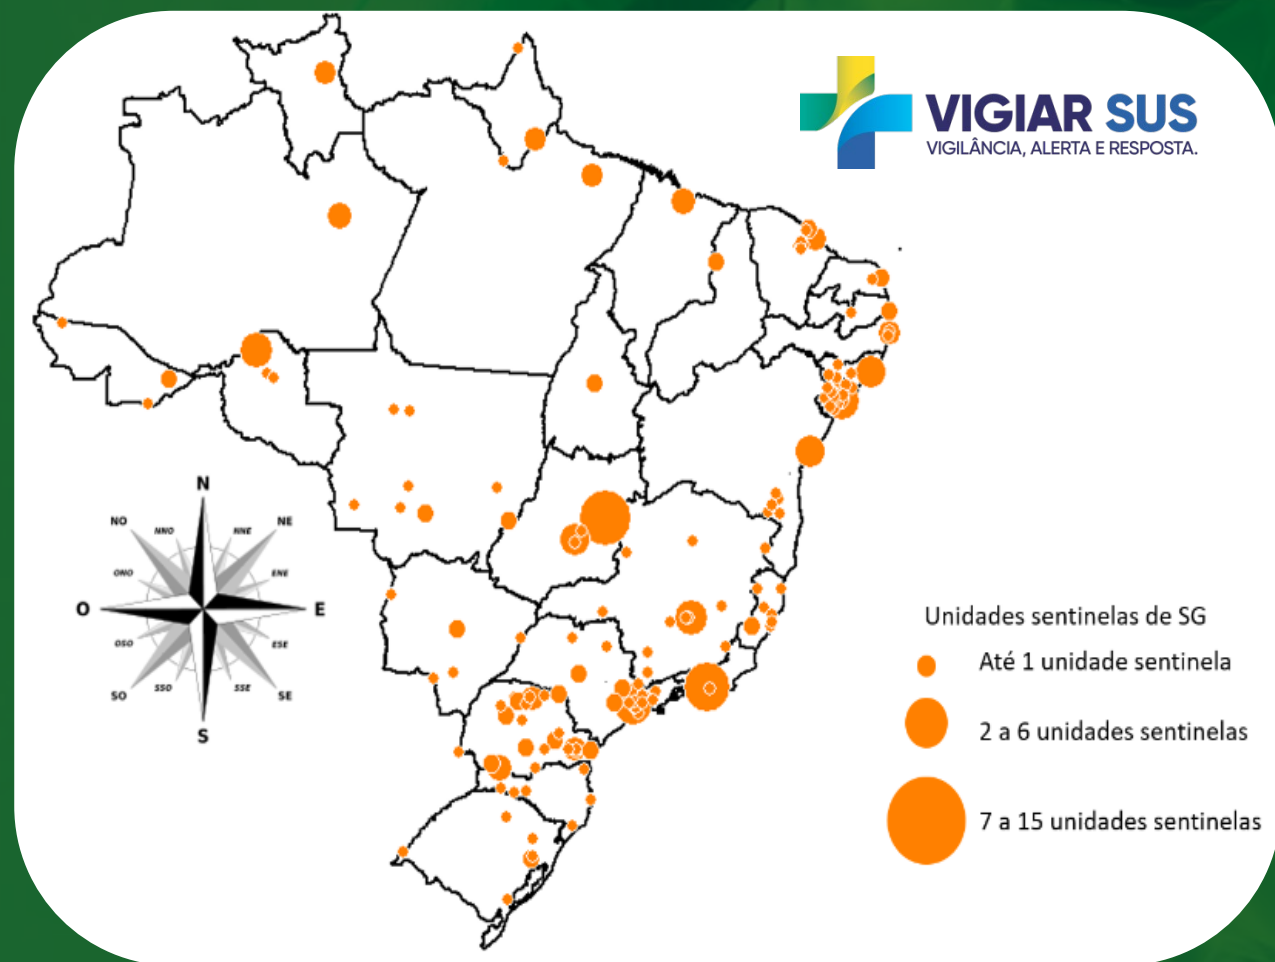 VIGIAR SUS
VIGILÂNCIA, ALERTA E RESPOSTA.
N
NO
NNO
NNE
NE
ONO
ENE
O
E
OSO
ESE
SO
SSO
SSE
SE
S
Unidades sentinelas de SG
Até 1 unidade sentinela
2 a 6 unidades sentinelas
7 a 15 unidades sentinelas